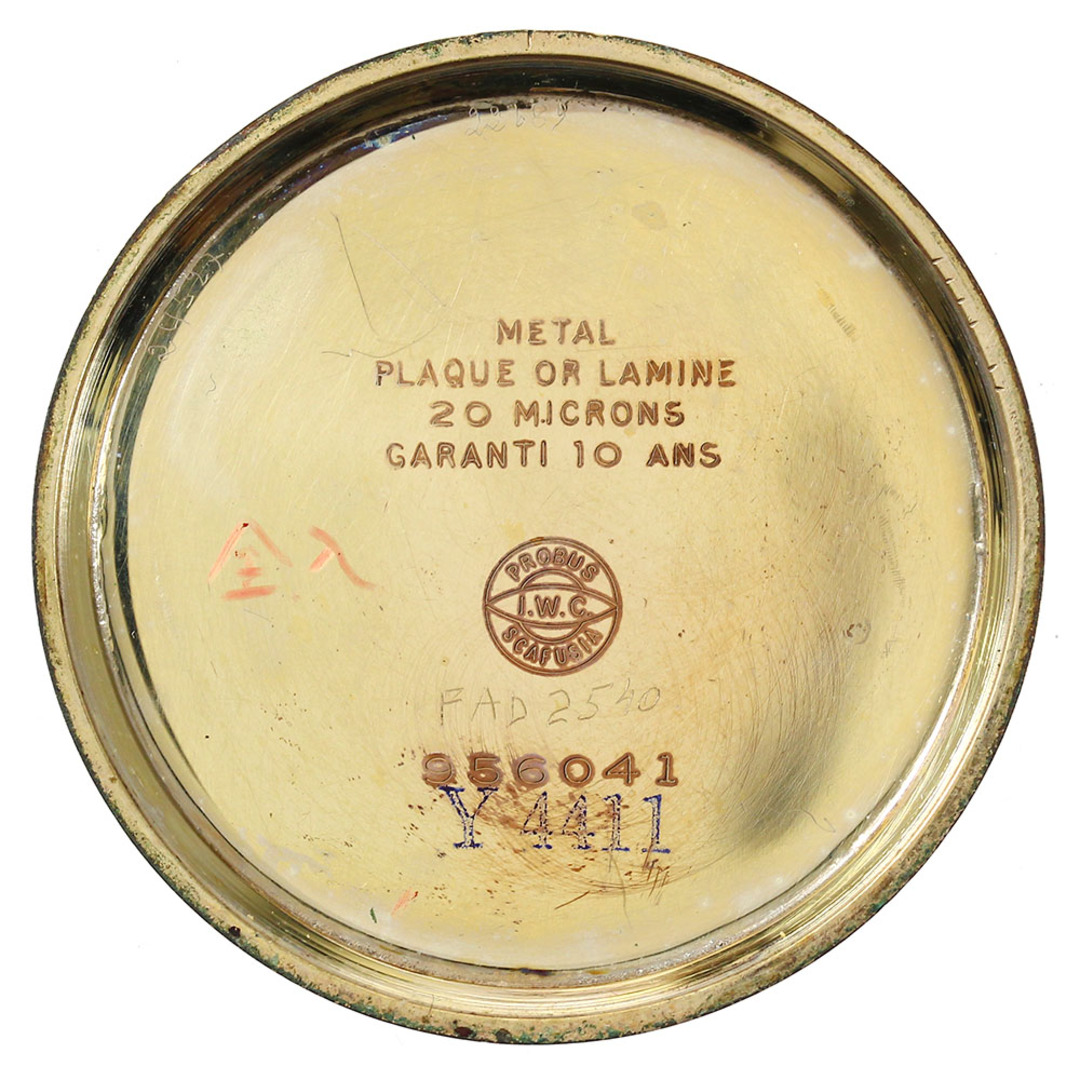 METAL
PLAQUE OR LAMINE
20 MICRONS
GARANTI 10 ANS
全入
PROBUS
I.W.C.
SCAFUSIA
FAD 2540
956041
Y 4411